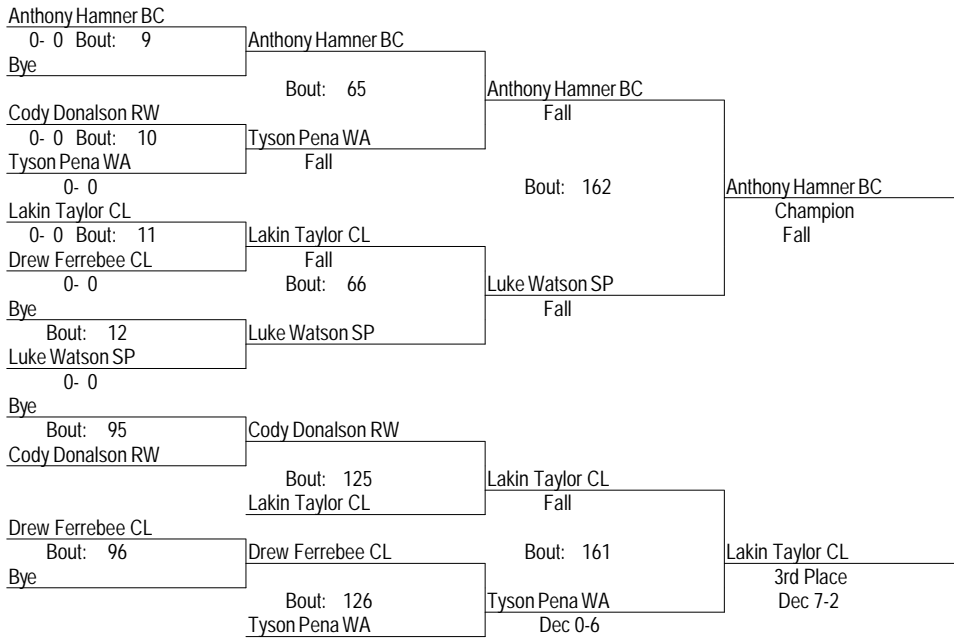 Anthony Hamner BC
0- 0 Bout: 9
Bye
Anthony Hamner BC
Bout: 65
Cody Donalson RW
0- 0 Bout: 10
Tyson Pena WA
0- 0
Tyson Pena WA
Fall
Anthony Hamner BC
Fall
Bout: 162
Lakin Taylor CL
0- 0 Bout: 11
Drew Ferrebee CL
0- 0
Lakin Taylor CL
Fall
Bout: 66
Bye
Bout: 12
Luke Watson SP
0- 0
Luke Watson SP
Luke Watson SP
Fall
Anthony Hamner BC
Champion
Fall
Bye
Bout: 95
Cody Donalson RW
Cody Donalson RW
Bout: 125
Lakin Taylor CL
Lakin Taylor CL
Fall
Bout: 161
Drew Ferrebee CL
Bout: 96
Bye
Drew Ferrebee CL
Bout: 126
Tyson Pena WA
Tyson Pena WA
Dec 0-6
Lakin Taylor CL
3rd Place
Dec 7-2